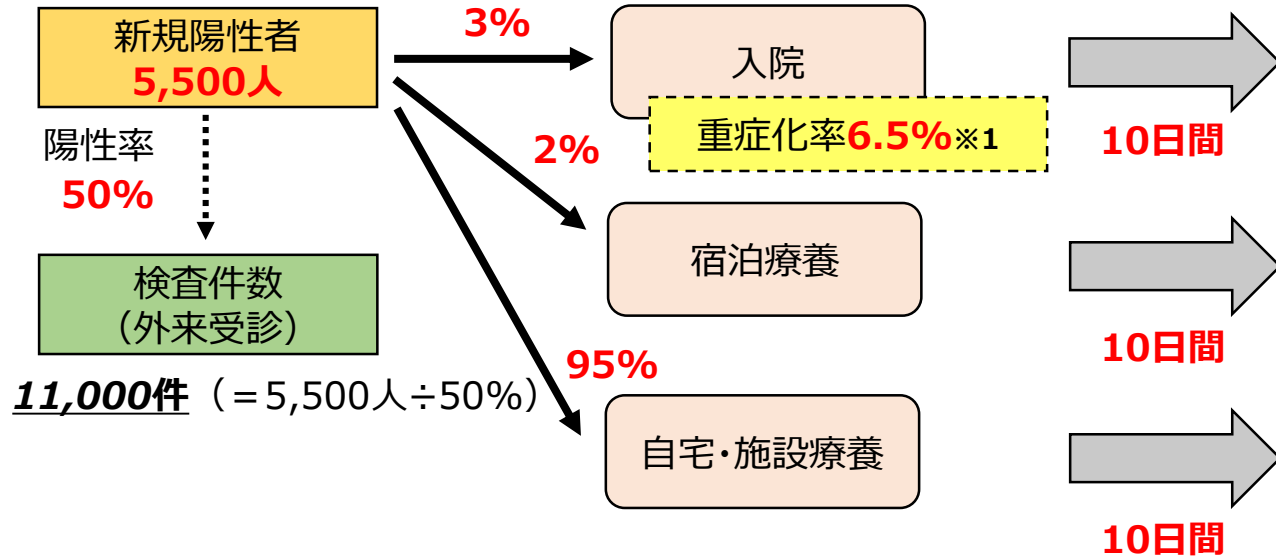 新規陽性者
5,500人
陽性率
50%
検査件数
（外来受診）
11,000件（＝5,500人÷50%）
3%
2%
95%
入院
重症化率6.5%※1
10日間
宿泊療養
10日間
自宅・施設療養
10日間